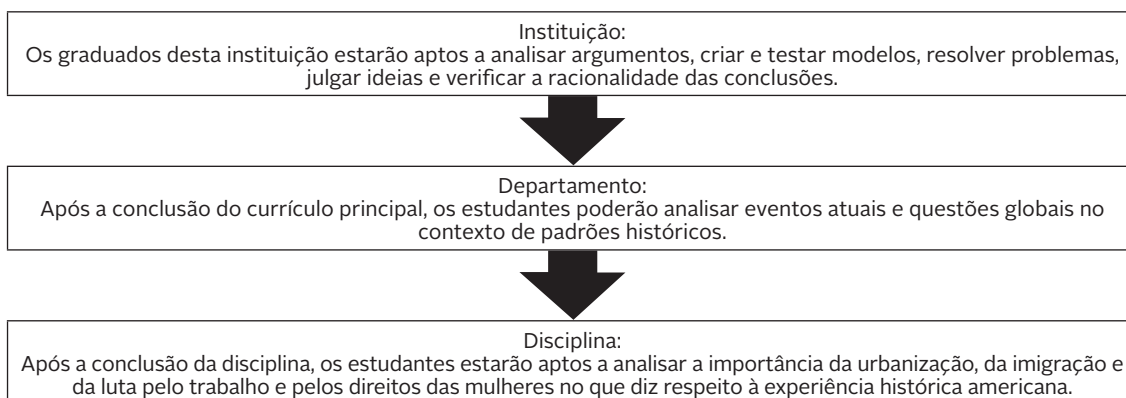 Instituição:
Os graduados desta instituição estarão aptos a analisar argumentos, criar e testar modelos, resolver problemas,
julgar ideias e verificar a racionalidade das conclusões.
Departamento:
Após a conclusão do currículo principal, os estudantes poderão analisar eventos atuais e questões globais no
contexto de padrões históricos.
Disciplina:
Após a conclusão da disciplina, os estudantes estarão aptos a analisar a importância da urbanização, da imigração e
da luta pelo trabalho e pelos direitos das mulheres no que diz respeito à experiência histórica americana.